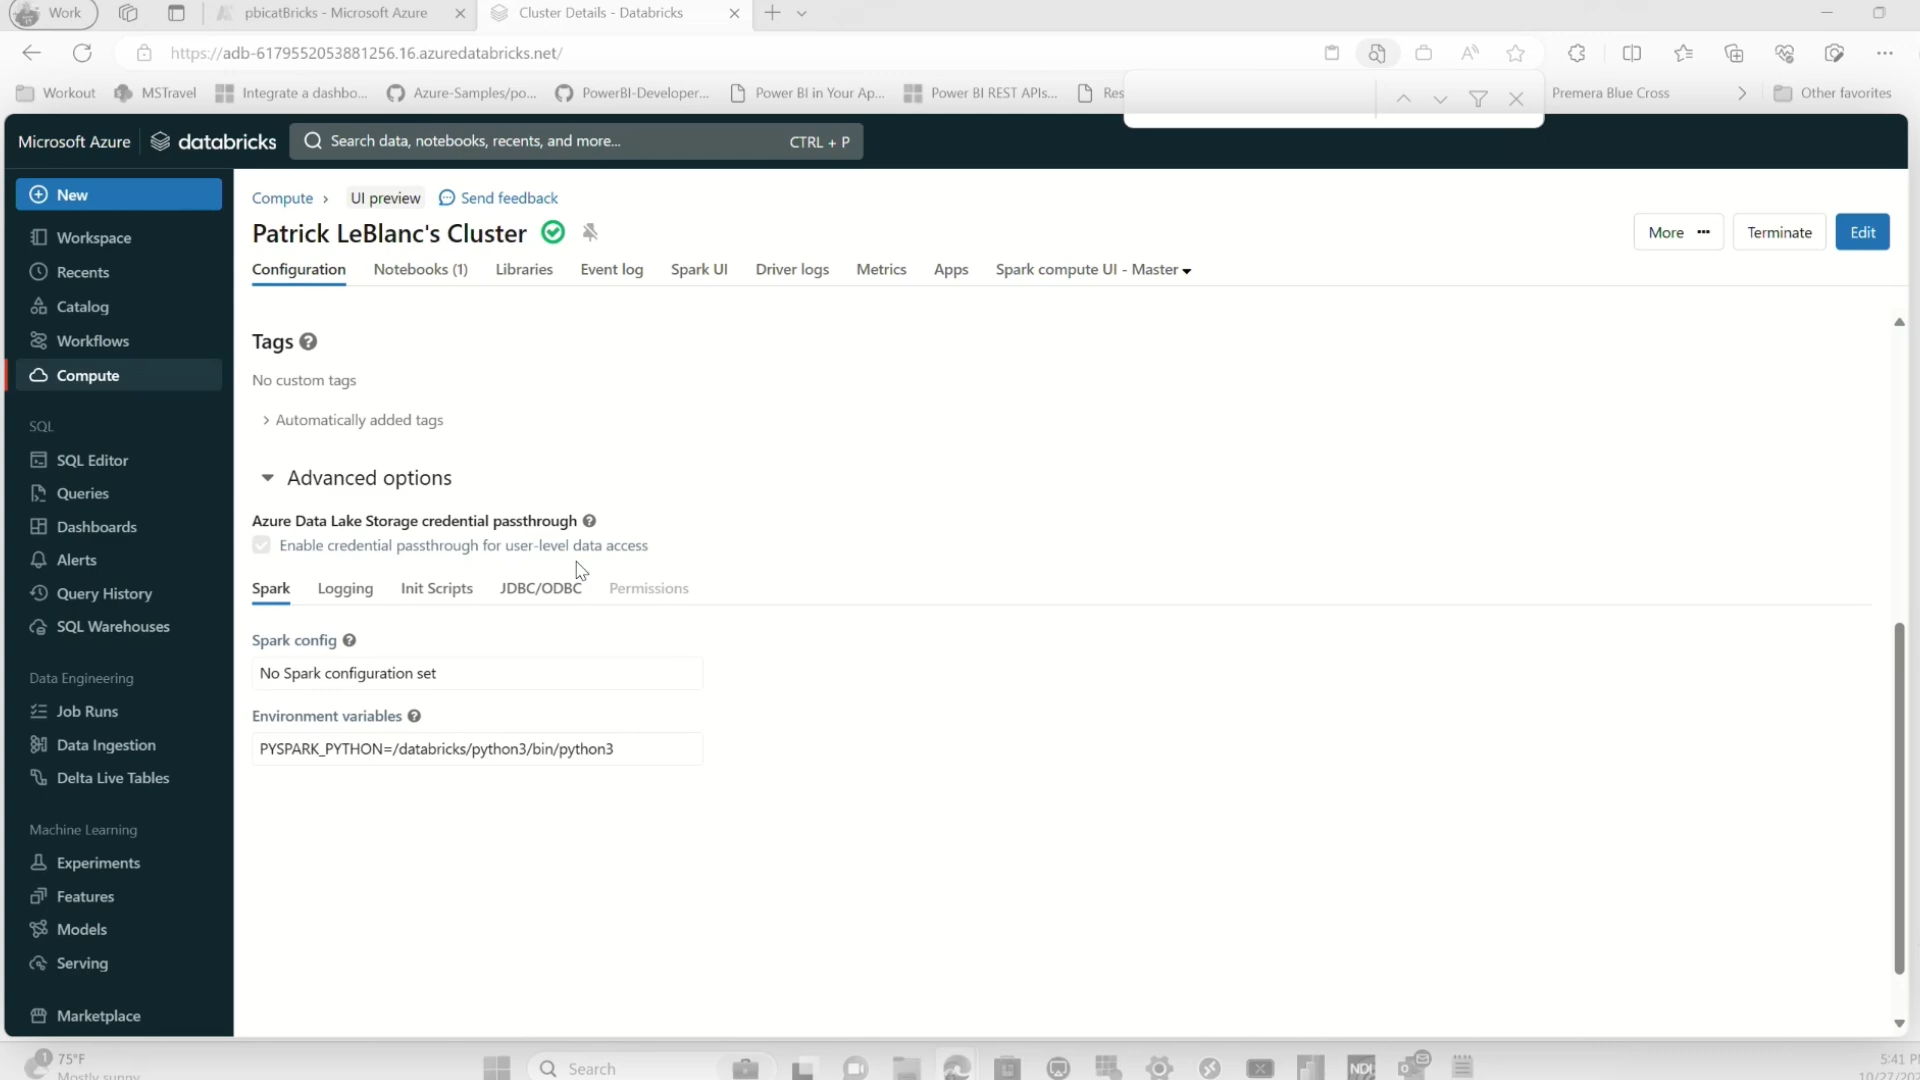 Work
pbicatBricks - Microsoft Azure
Cluster Details - Databricks
https://adb-6179552053881256.16.azuredatabricks.net/
Workout
MSTravel
Integrate a dashbo...
Azure-Samples/po...
PowerBI-Developer...
Power BI in Your Ap...
Power BI REST APIs...
Res
Premera Blue Cross
Other favorites
Microsoft Azure
databricks
Search data, notebooks, recents, and more...
CTRL + P
New
Workspace
Recents
Catalog
Workflows
Compute
SQL
SQL Editor
Queries
Dashboards
Alerts
Query History
SQL Warehouses
Data Engineering
Job Runs
Data Ingestion
Delta Live Tables
Machine Learning
Experiments
Features
Models
Serving
Marketplace
Compute > UI preview Send feedback
Patrick LeBlanc's Cluster
More ...
Terminate
Edit
Configuration Notebooks (1) Libraries Event log Spark UI Driver logs Metrics Apps Spark compute UI - Master
Tags
No custom tags
> Automatically added tags
Advanced options
Azure Data Lake Storage credential passthrough
Enable credential passthrough for user-level data access
Spark Logging Init Scripts JDBC/ODBC Permissions
Spark config
No Spark configuration set
Environment variables
PYSPARK_PYTHON=/databricks/python3/bin/python3
1
75°F
Mostly sunny
Search
NDI
5:41